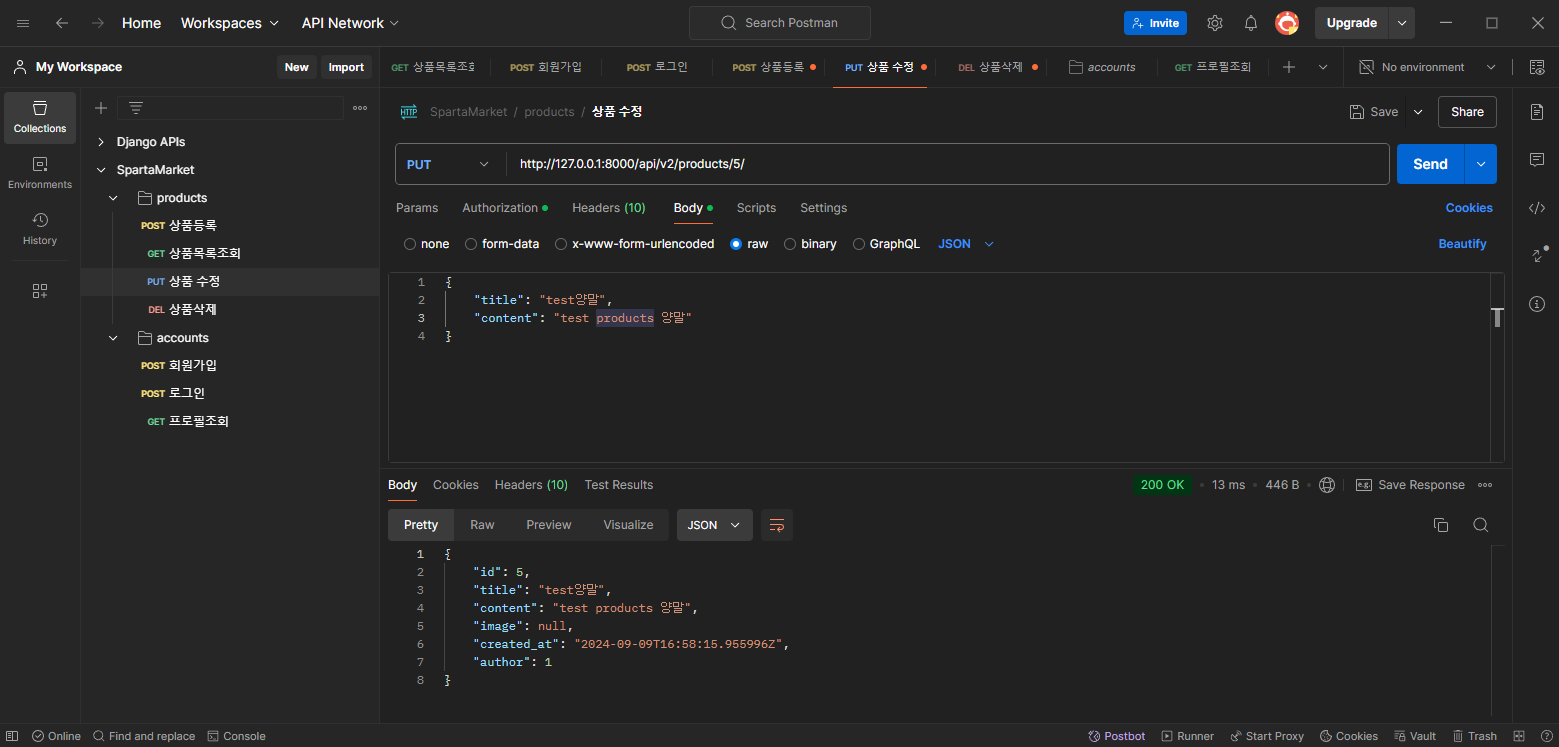 Home Workspaces API Network Search Postman Invite Upgrade
My Workspace New Import GET 상품목록조회 POST 회원가입 POST 로그인 POST 상품등록 PUT 상품 수정 DEL 상품삭제 accounts GET 프로필조회 No environment
Collections
Environments
History
Django APIs
SpartaMarket
products
POST 상품등록
GET 상품목록조회
PUT 상품 수정
DEL 상품삭제
accounts
POST 회원가입
POST 로그인
GET 프로필조회
HTTP SpartaMarket / products / 상품 수정 Save Share
PUT http://127.0.0.1:8000/api/v2/products/5/ Send
Params Authorization Headers (10) Body Scripts Settings Cookies
none form-data x-www-form-urlencoded raw binary GraphQL JSON Beautify
1 {
2 "title": "test양말",
3 "content": "test products 양말"
4 }
Body Cookies Headers (10) Test Results 200 OK 13 ms 446 B e.g. Save Response
Pretty Raw Preview Visualize JSON
1 {
2 "id": 5,
3 "title": "test양말",
4 "content": "test products 양말",
5 "image": null,
6 "created_at": "2024-09-09T16:58:15.955996Z",
7 "author": 1
8 }
Online Find and replace Console Postbot Runner Start Proxy Cookies Vault Trash